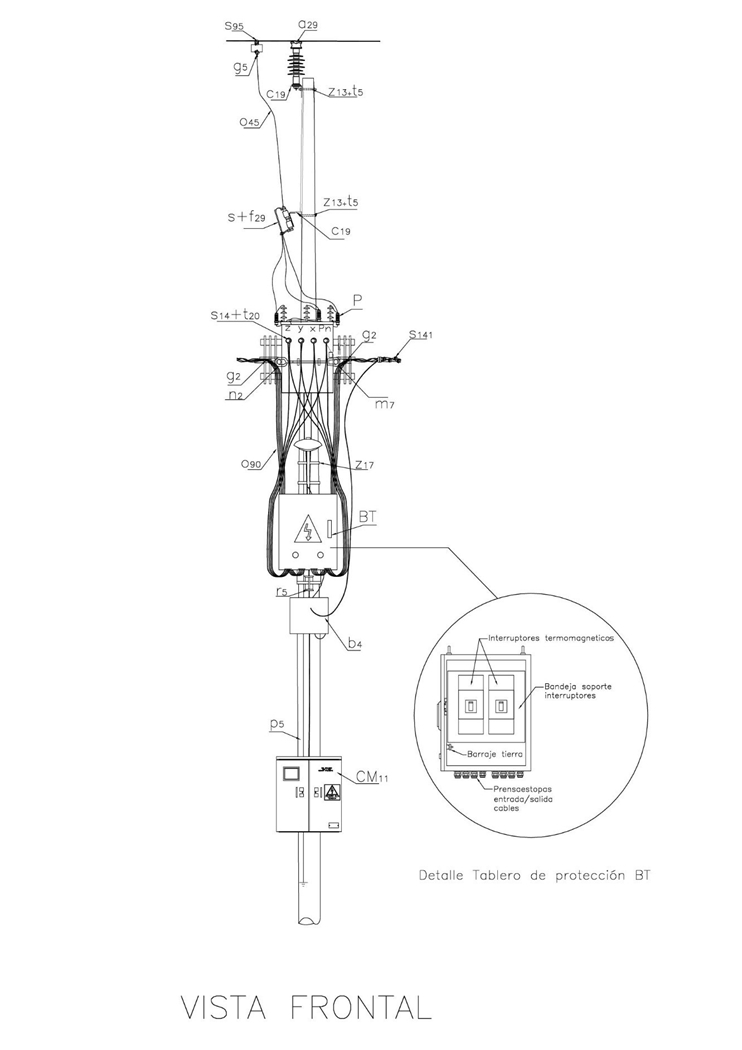 S95
a29
g5
C19
Z13+t5
O45
Z13+t5
s+f29
C19
P
S14+t20
z y x Pn
g2
S141
g2
n2
m7
O90
Z17
BT
r5
b4
Interruptores termomagneticos
Bandeja soporte
interruptores
p5
Barraje tierra
CM11
Prensaestopas
entrada/salida
cables
Detalle Tablero de protección BT
VISTA FRONTAL